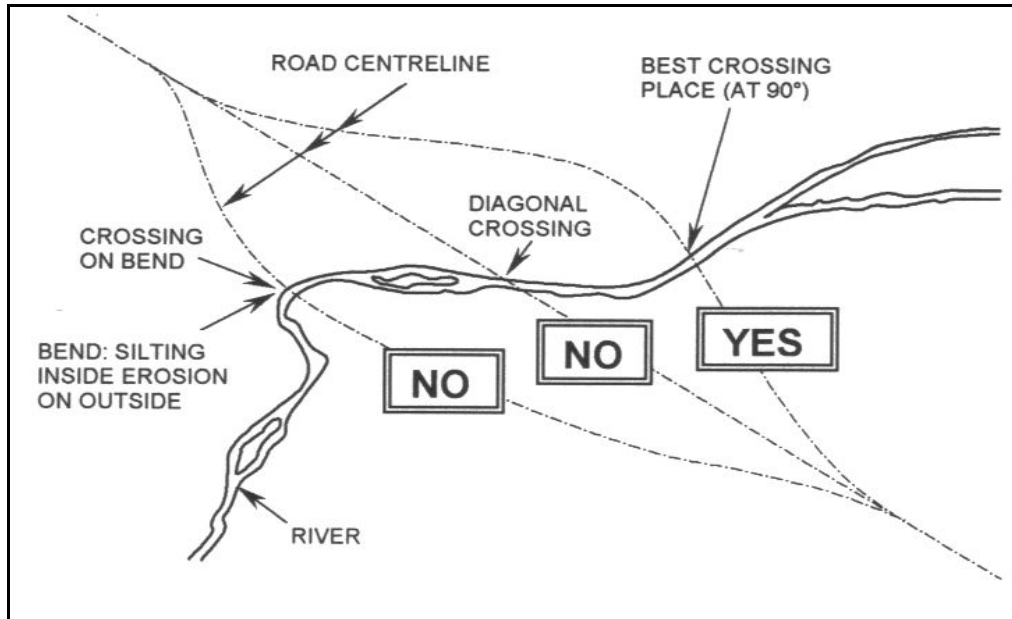 ROAD CENTRELINE
BEST CROSSING
PLACE (AT 90°)
DIAGONAL
CROSSING
CROSSING
ON BEND
BEND: SILTING
INSIDE EROSION
ON OUTSIDE
NO
NO
YES
RIVER